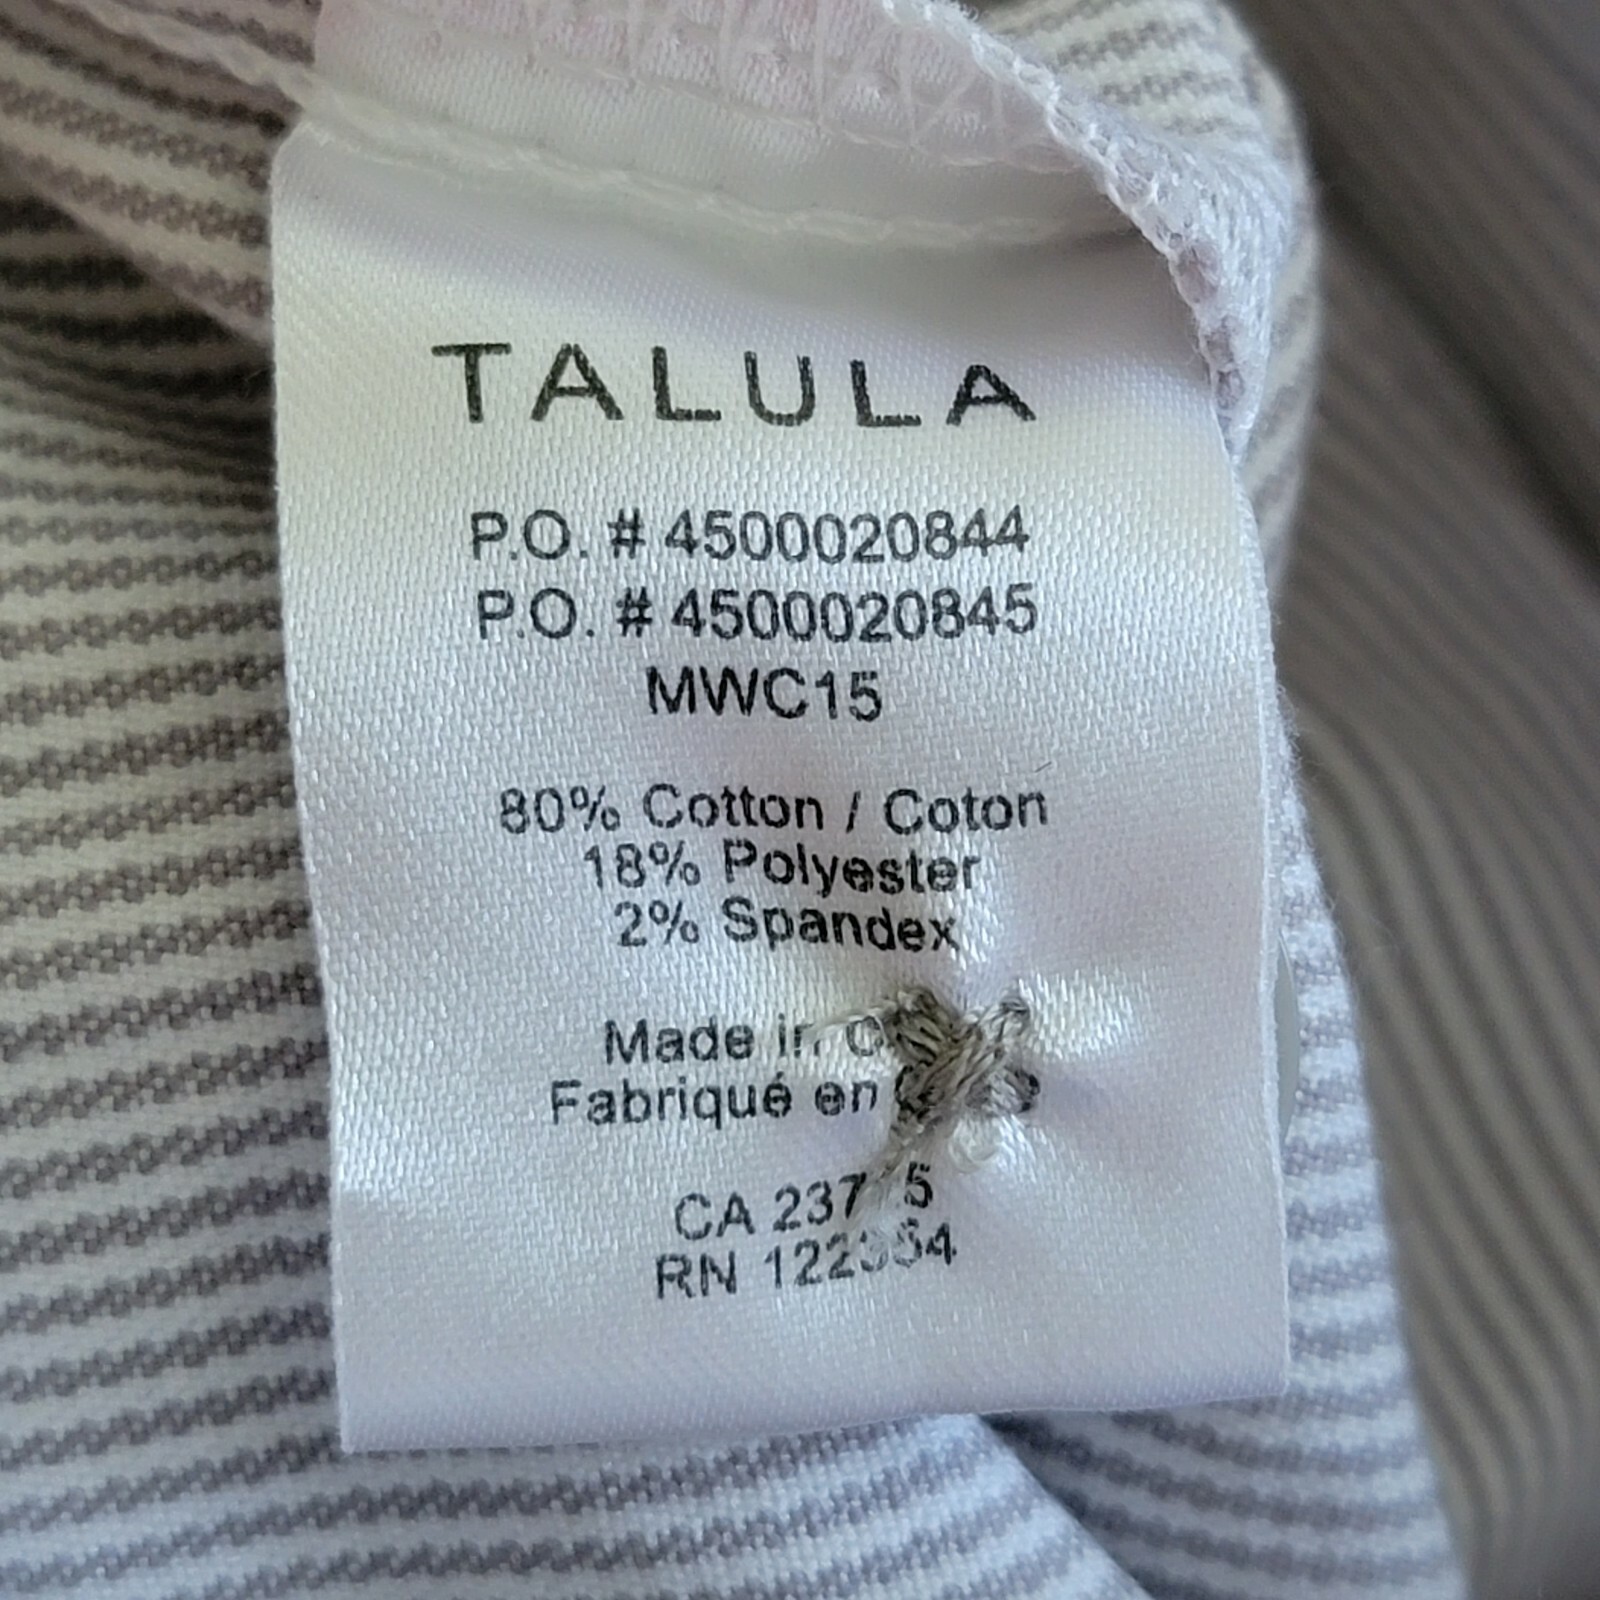 TALULA
P.O. # 4500020844
P.O. # 4500020845
MWC15
80% Cotton / Coton
18% Polyester
2% Spandex
Made in
Fabriqué en
CA
RN